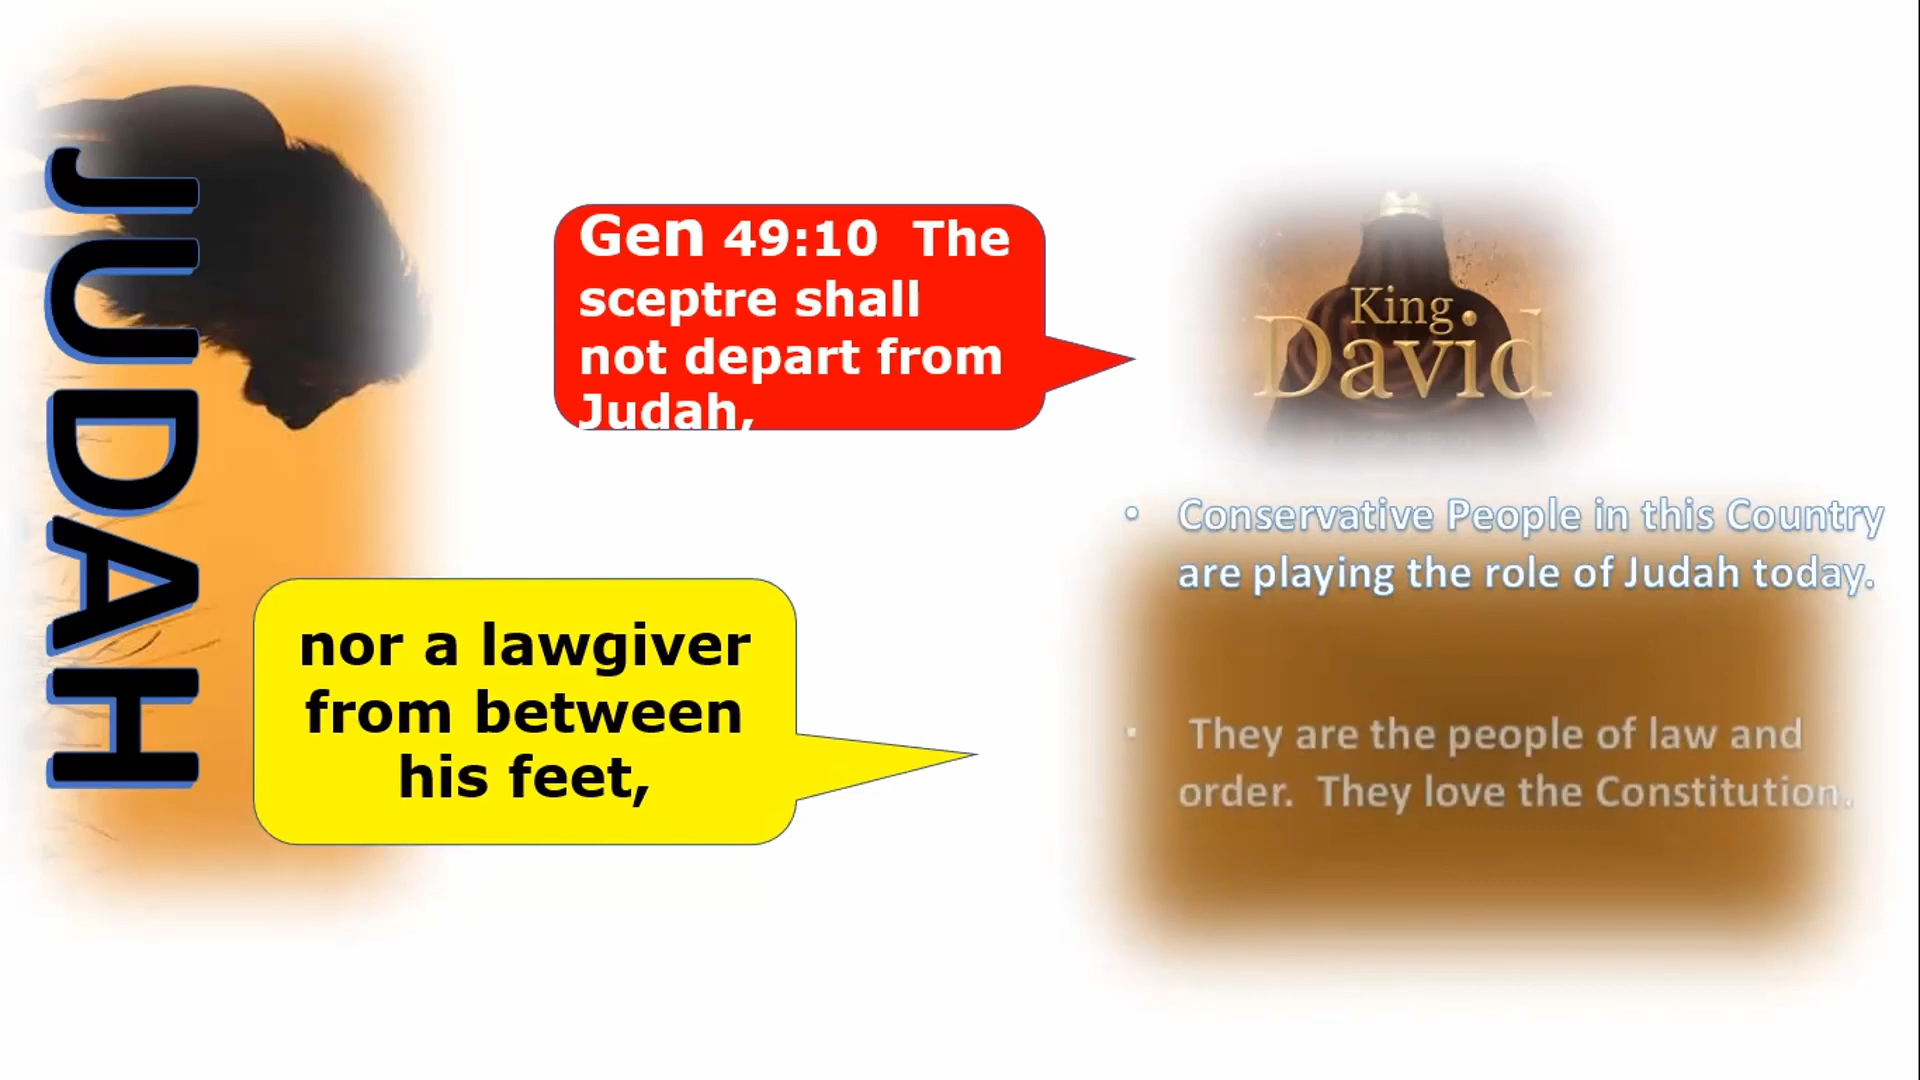 JUDAH
Gen 49:10  The
sceptre shall
not depart from
Judah,
King
David
• Conservative People in this Country
are playing the role of Judah today.
nor a lawgiver
from between
his feet,
• They are the people of law and
order.  They love the Constitution.